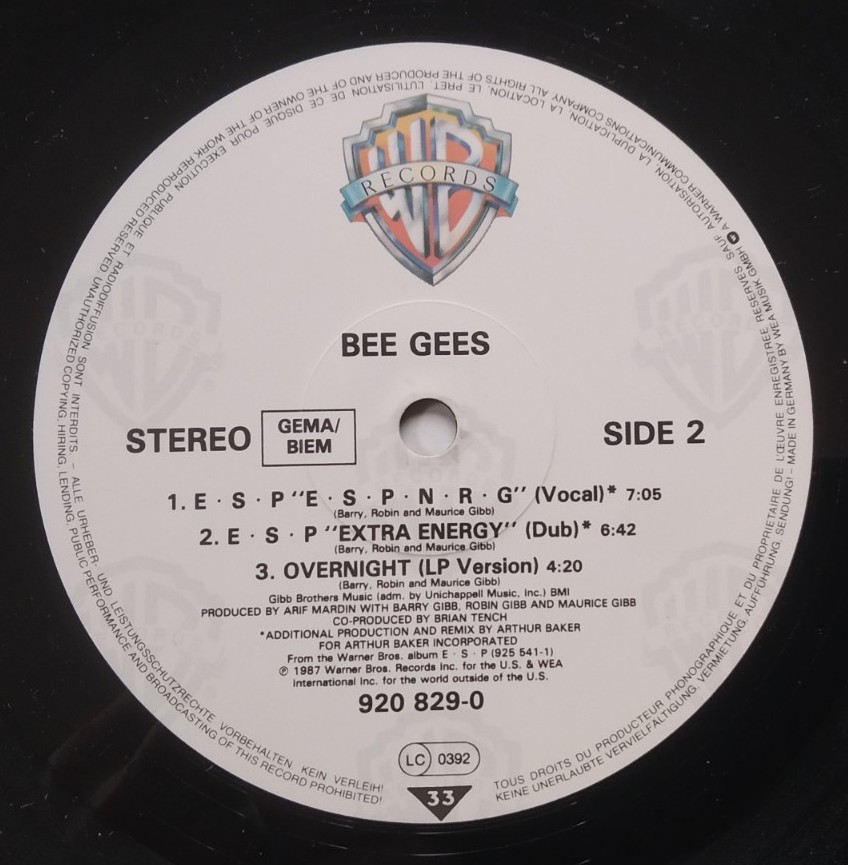 RECORDS
BEE GEES
STEREO
GEMA/
BIEM
SIDE 2
1. E · S · P "E · S · P · N · R · G" (Vocal)* 7:05
(Barry, Robin and Maurice Gibb)
2. E · S · P "EXTRA ENERGY" (Dub)* 6:42
(Barry, Robin and Maurice Gibb)
3. OVERNIGHT (LP Version) 4:20
(Barry, Robin and Maurice Gibb)
Gibb Brothers Music (adm. by Unichappell Music, Inc.) BMI
PRODUCED BY ARIF MARDIN WITH BARRY GIBB, ROBIN GIBB AND MAURICE GIBB
CO-PRODUCED BY BRIAN TENCH
*ADDITIONAL PRODUCTION AND REMIX BY ARTHUR BAKER
FOR ARTHUR BAKER INCORPORATED
From the Warner Bros. album E · S · P (925 541-1)
℗ 1987 Warner Bros. Records Inc. for the U.S. & WEA
International Inc. for the world outside of the U.S.
920 829-0
LC 0392
33
TOUS DROITS DU PRODUCTEUR PHONOGRAPHIQUE ET DU PROPRIETAIRE DE L'ŒUVRE ENREGISTREE RESERVES SAUF AUTORISATION, LA DUPLICATION, LA LOCATION, LE PRET, L'UTILISATION DE CE DISQUE POUR EXECUTION PUBLIQUE ET RADIODIFFUSION SONT INTERDITS – ALLE URHEBER- UND LEISTUNGSSCHUTZRECHTE VORBEHALTEN KEIN VERLEIH!
KEINE UNERLAUBTE VERVIELFÄLTIGUNG, VERMIETUNG, AUFFÜHRUNG, SENDUNG! – MADE IN GERMANY BY WEA MUSIK GMBH A WARNER COMMUNICATIONS COMPANY. ALL RIGHTS OF THE PRODUCER AND OF THE OWNER OF THE WORK REPRODUCED RESERVED UNAUTHORIZED COPYING, HIRING, LENDING, PUBLIC PERFORMANCE AND BROADCASTING OF THIS RECORD PROHIBITED!